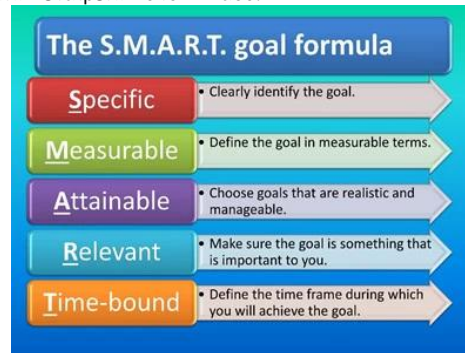 The S.M.A.R.T. goal formula
Specific
• Clearly identify the goal.
Measurable
• Define the goal in measurable terms.
Attainable
• Choose goals that are realistic and
manageable.
Relevant
• Make sure the goal is something that
is important to you.
Time-bound
• Define the time frame during which
you will achieve the goal.